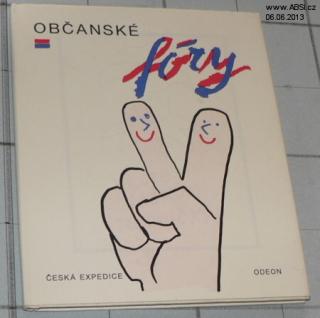 www.ABSI.cz
06.06.2013
OBČANSKÉ
fóry
ČESKÁ EXPEDICE
ODEON